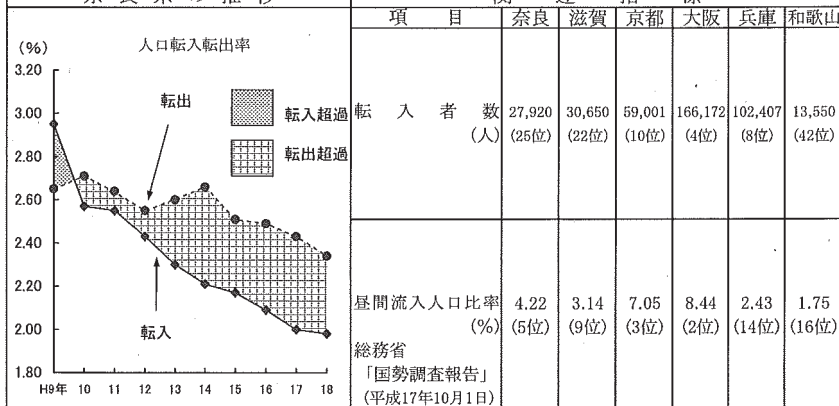 人口転入転出率
(%)
3.20
3.00
2.80
2.60
2.40
2.20
2.00
1.80
H9年 10 11 12 13 14 15 16 17 18
転出
転入
転入超過
転出超過
項目 奈良 滋賀 京都 大阪 兵庫 和歌山
転入者数 27,920 30,650 59,001 166,172 102,407 13,550
(人) (25位) (22位) (10位) (4位) (8位) (42位)
昼間流入人口比率 4.22 3.14 7.05 8.44 2.43 1.75
(%) (5位) (9位) (3位) (2位) (14位) (16位)
総務省
「国勢調査報告」
(平成17年10月1日)